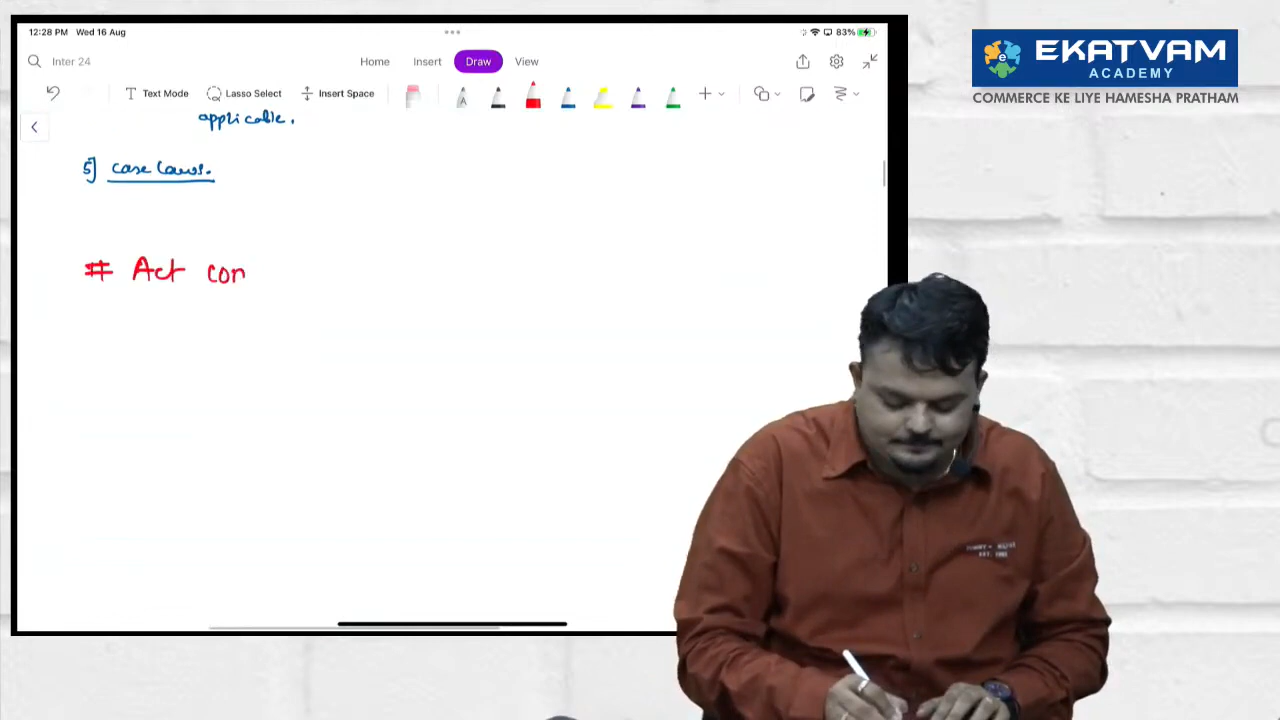 12:28 PM Wed 16 Aug
83%
EKATVAM
ACADEMY
COMMERCE KE LIYE HAMESHA PRATHAM
Inter 24
Home Insert Draw View
Text Mode Lasso Select Insert Space
applicable.
5] case laws.
# Act con
EST.